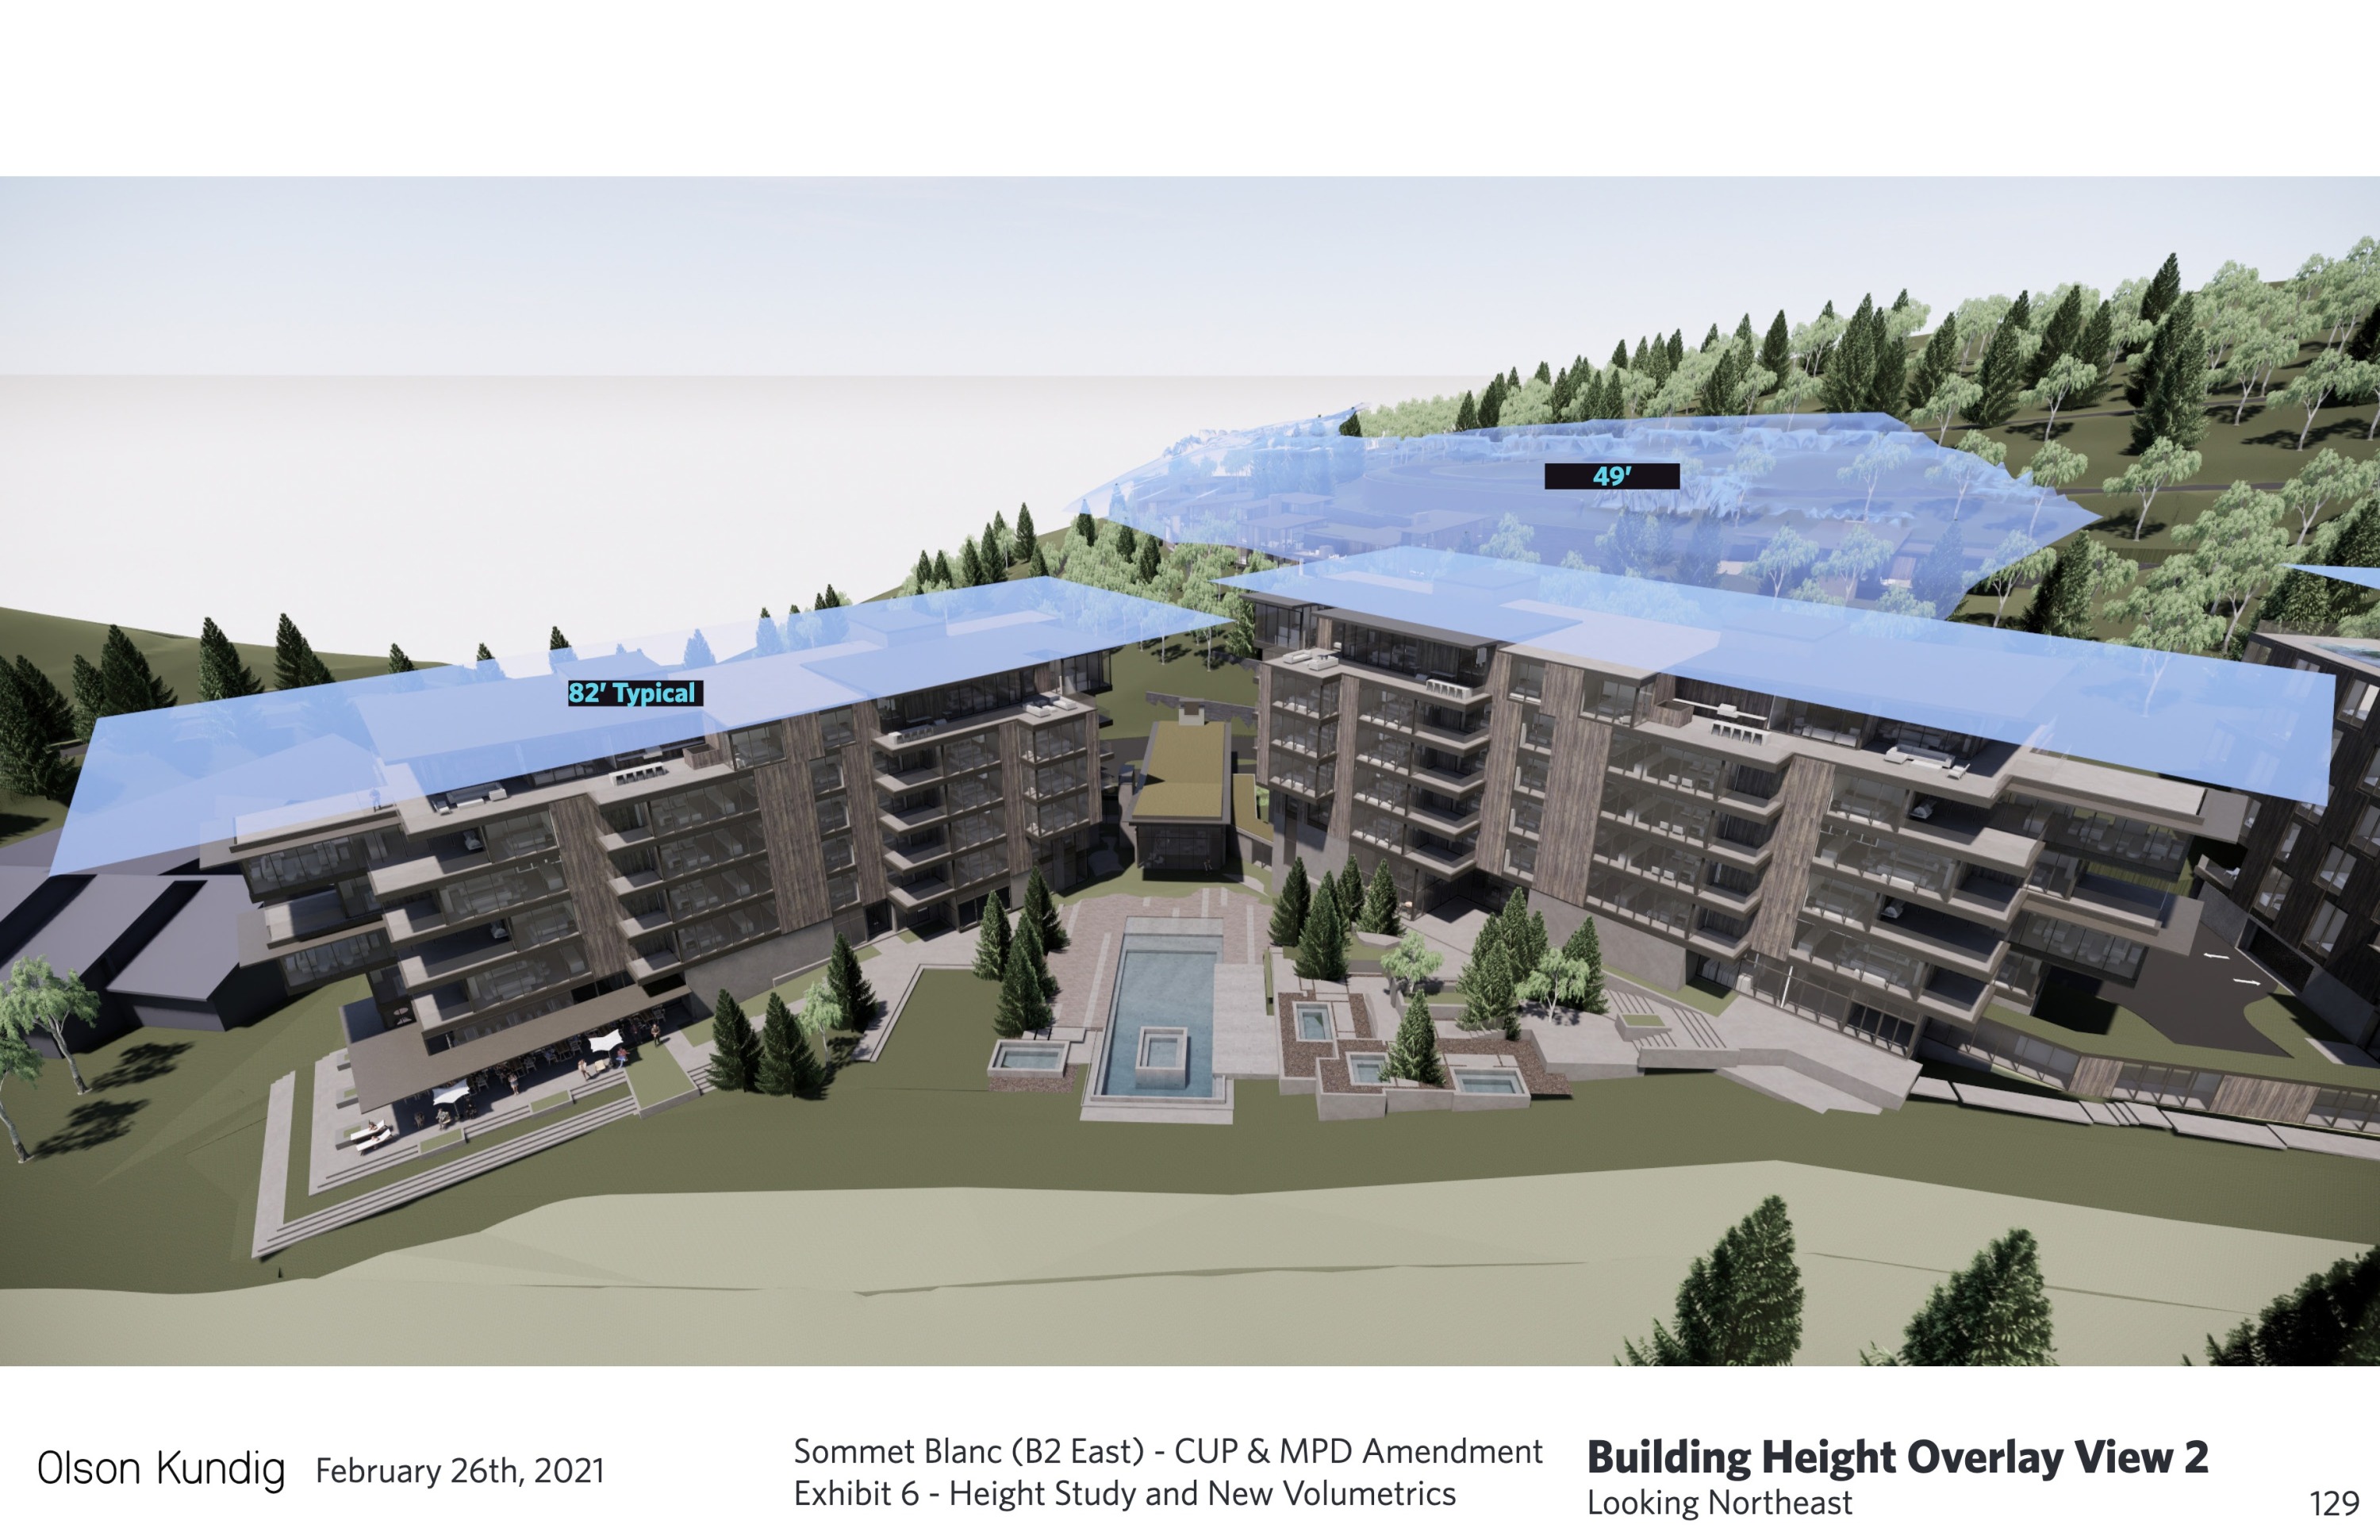 49′
82′ Typical
Olson Kundig
February 26th, 2021
Sommet Blanc (B2 East) - CUP & MPD Amendment
Exhibit 6 - Height Study and New Volumetrics
Building Height Overlay View 2
Looking Northeast
129